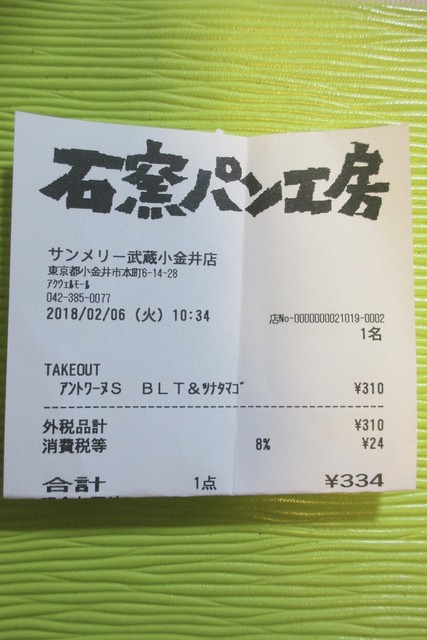 石窯パン工房
サンメリー武蔵小金井店
東京都小金井市本町6-14-28
ｱｸｳｪﾙﾓｰﾙ
042-385-0077
2018/02/06 (火) 10:34
店No-0000000021019-0002
1名
TAKEOUT
ｱﾝﾄﾜｰﾇS BLT&ﾂﾅﾀﾏｺﾞ ¥310
外税品計 ¥310
消費税等 8% ¥24
合計 1点 ¥334